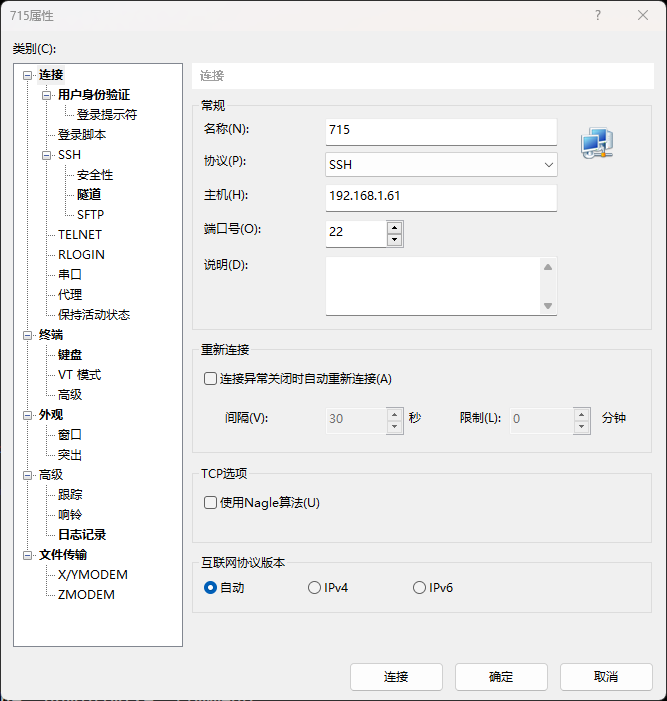 715属性
类别(C):
连接
用户身份验证
登录提示符
登录脚本
SSH
安全性
隧道
SFTP
TELNET
RLOGIN
串口
代理
保持活动状态
终端
键盘
VT 模式
高级
外观
窗口
突出
高级
跟踪
响铃
日志记录
文件传输
X/YMODEM
ZMODEM
连接
常规
名称(N): 715
协议(P): SSH
主机(H): 192.168.1.61
端口号(O): 22
说明(D):
重新连接
连接异常关闭时自动重新连接(A)
间隔(V): 30 秒 限制(L): 0 分钟
TCP选项
使用Nagle算法(U)
互联网协议版本
自动 IPv4 IPv6
连接 确定 取消